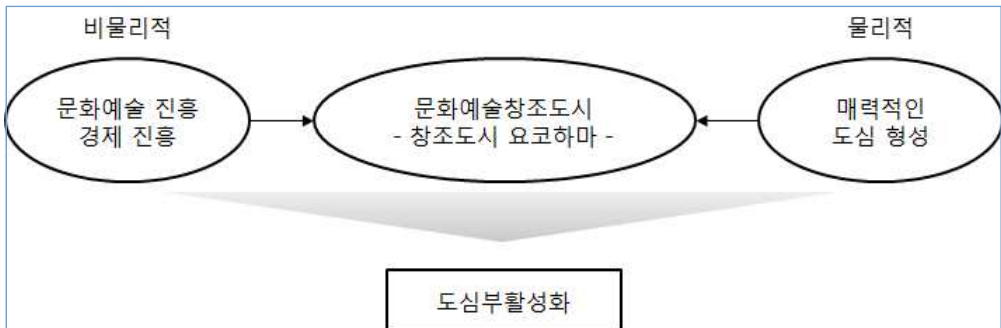 비물리적
물리적
문화예술 진흥
경제 진흥
문화예술창조도시
- 창조도시 요코하마 -
매력적인
도심 형성
도심부활성화